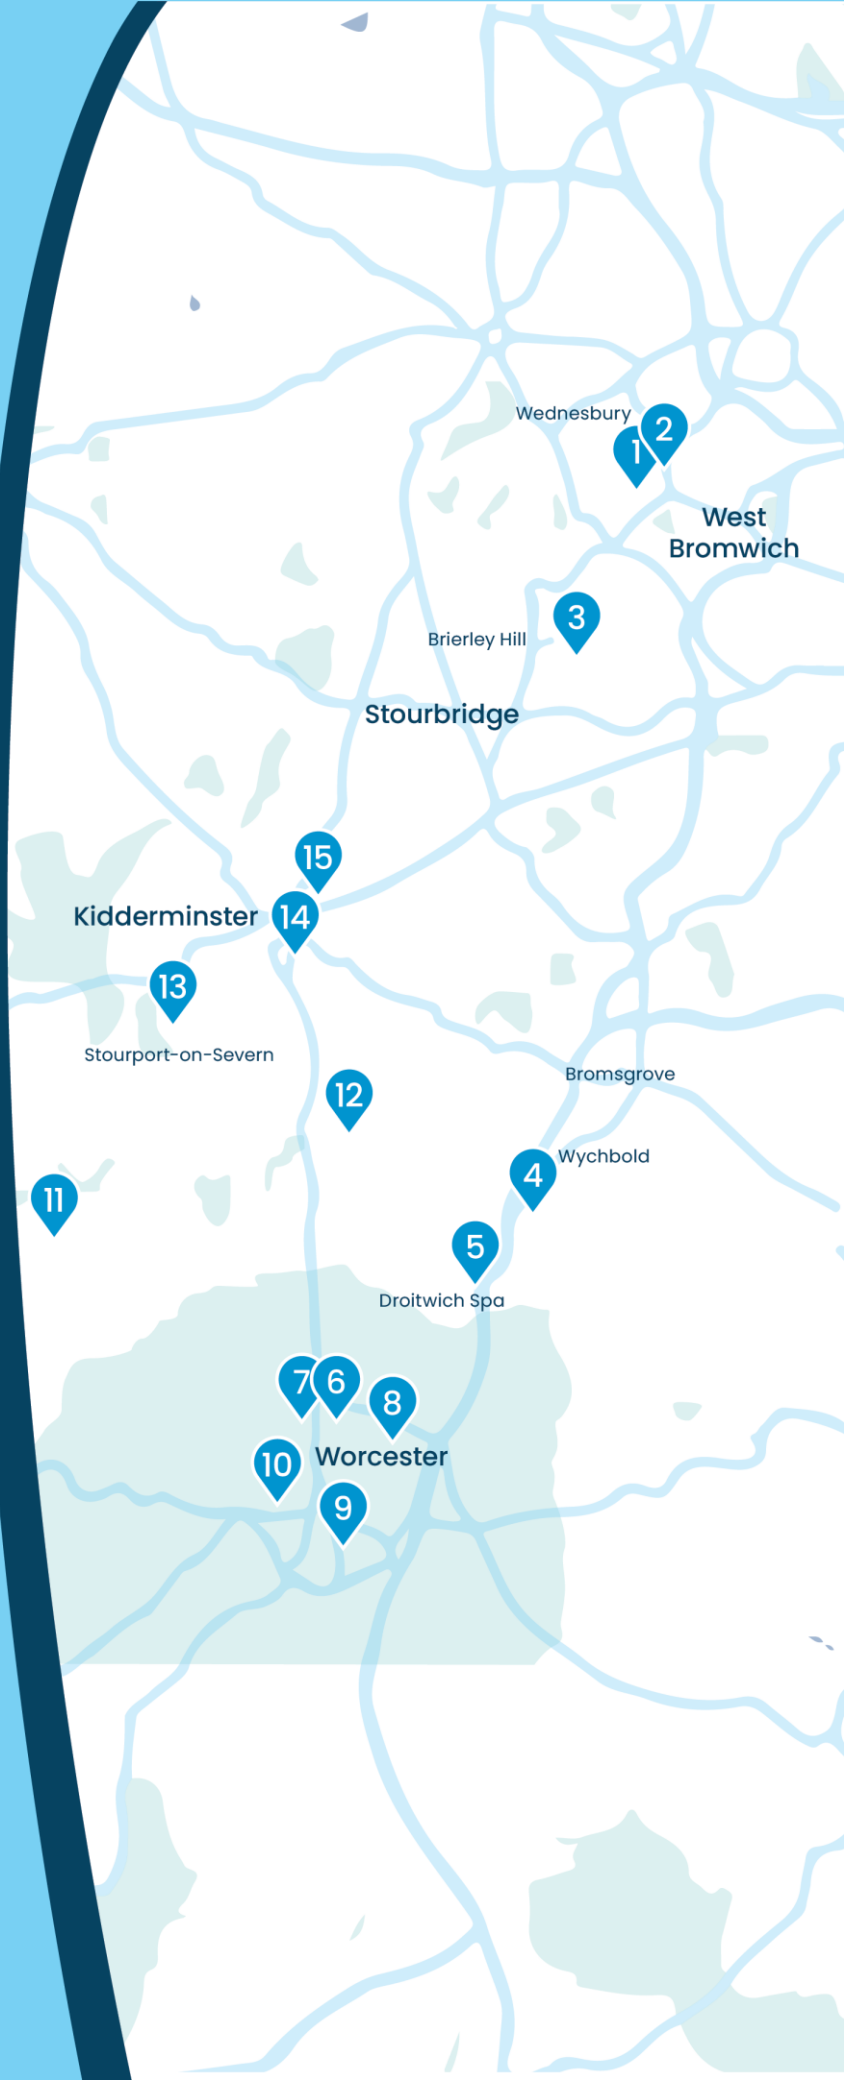 Wednesbury
2
1
West
Bromwich
3
Brierley Hill
Stourbridge
15
Kidderminster
14
13
Stourport-on-Severn
Bromsgrove
12
Wychbold
4
11
5
Droitwich Spa
7
6
8
Worcester
10
9